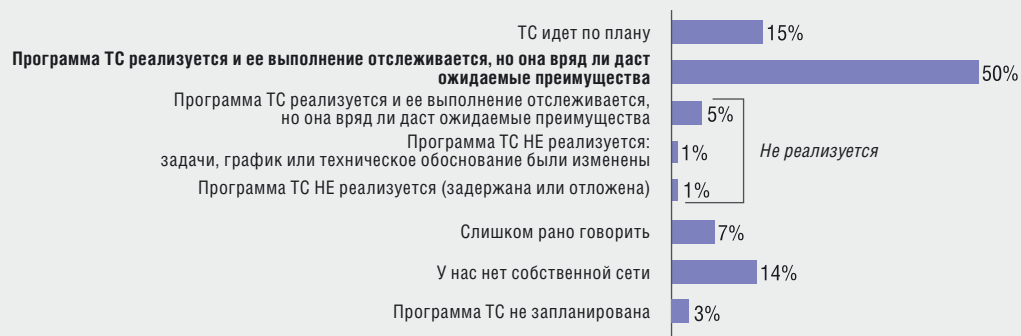 ТС идет по плану
15%
Программа ТС реализуется и ее выполнение отслеживается, но она вряд ли даст
ожидаемые преимущества
50%
Программа ТС реализуется и ее выполнение отслеживается,
но она вряд ли даст ожидаемые преимущества
5%
Программа ТС НЕ реализуется:
задачи, график или техническое обоснование были изменены
1%
Не реализуется
Программа ТС НЕ реализуется (задержана или отложена)
1%
Слишком рано говорить
7%
У нас нет собственной сети
14%
Программа ТС не запланирована
3%